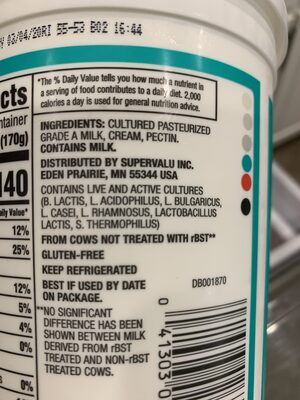 03/04/20RI 55-53 B02 16:44
*The % Daily Value tells you how much a nutrient in
a serving of food contributes to a daily diet. 2,000
calories a day is used for general nutrition advice.
cts
ntainer
(170g)
140
aily Value*
12%
25%
12%
5%
4%
0%
0%
INGREDIENTS: CULTURED PASTEURIZED
GRADE A MILK, CREAM, PECTIN.
CONTAINS MILK.
DISTRIBUTED BY SUPERVALU INC.
EDEN PRAIRIE, MN 55344 USA
CONTAINS LIVE AND ACTIVE CULTURES
(B. LACTIS, L. ACIDOPHILUS, L. BULGARICUS,
L. CASEI, L. RHAMNOSUS, LACTOBACILLUS
LACTIS, S. THERMOPHILUS)
FROM COWS NOT TREATED WITH rBST**
GLUTEN-FREE
KEEP REFRIGERATED
BEST IF USED BY DATE
ON PACKAGE.
**NO SIGNIFICANT
DIFFERENCE HAS BEEN
SHOWN BETWEEN MILK
DERIVED FROM rBST
TREATED AND NON-rBST
TREATED COWS.
DB001870
0 41303 0